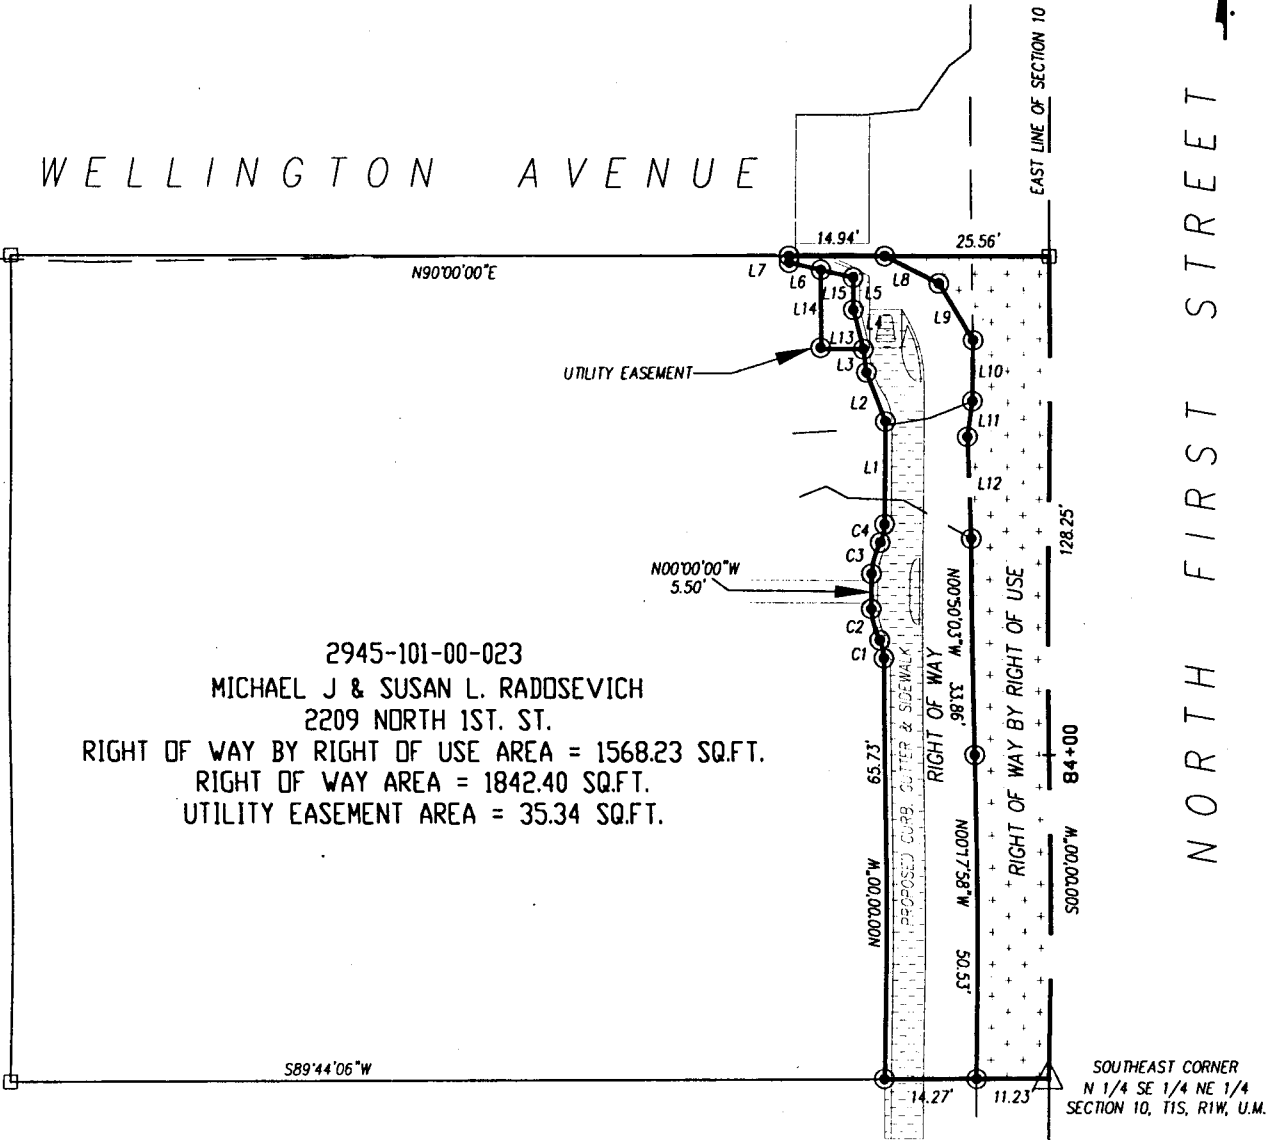 EAST LINE OF SECTION 10
WELLINGTON AVENUE
NORTH FIRST STREET
14.94'
25.56'
N90°00'00"E
L7
L6
L15
L5
L8
L14
L4
L9
L13
L3
L10
UTILITY EASEMENT
L2
L11
L1
L12
C4
C3
N00°00'00"W
5.50'
C2
C1
128.25'
N00°50'03"W 33.86'
RIGHT OF WAY BY RIGHT OF USE
RIGHT OF WAY
PROPOSED CURB, GUTTER & SIDEWALK
2945-101-00-023
MICHAEL J & SUSAN L. RADOSEVICH
2209 NORTH 1ST. ST.
RIGHT OF WAY BY RIGHT OF USE AREA = 1568.23 SQ.FT.
RIGHT OF WAY AREA = 1842.40 SQ.FT.
UTILITY EASEMENT AREA = 35.34 SQ.FT.
65.73'
N00°00'00"W
84+00
N00°17'58"W 50.53'
S00°00'00"W
S89°44'06"W
14.27'
11.23'
SOUTHEAST CORNER
N 1/4 SE 1/4 NE 1/4
SECTION 10, T1S, R1W, U.M.